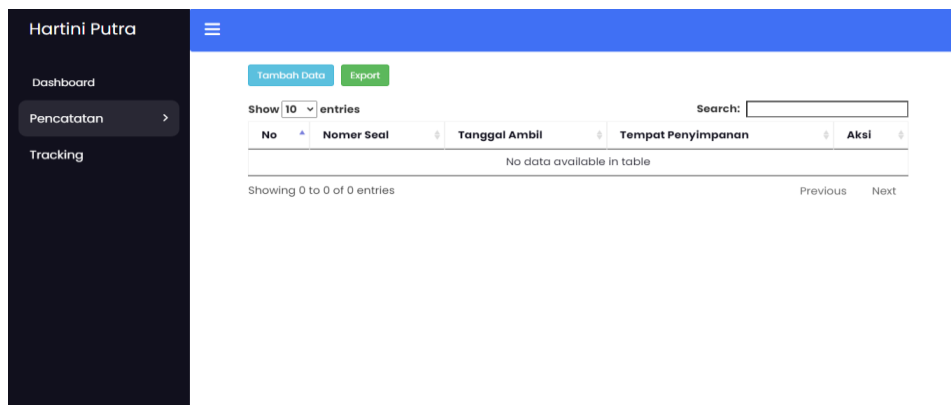 Hartini Putra
Dashboard
Pencatatan
Tracking
Tambah Data Export
Show 10 entries Search:
No Nomer Seal Tanggal Ambil Tempat Penyimpanan Aksi
No data available in table
Showing 0 to 0 of 0 entries Previous Next